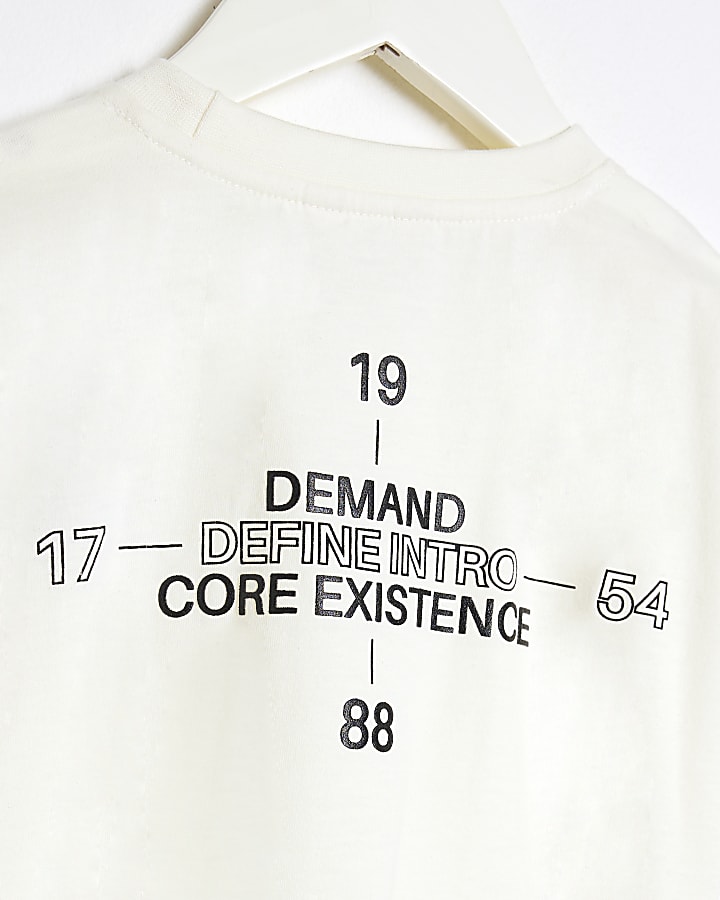 19
DEMAND
17 — DEFINE INTRO — 54
CORE EXISTENCE
88